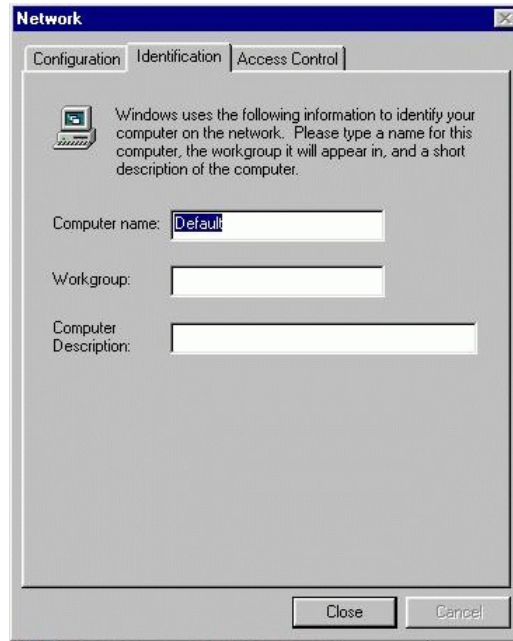 Network
Configuration Identification Access Control
Windows uses the following information to identify your
computer on the network. Please type a name for this
computer, the workgroup it will appear in, and a short
description of the computer.
Computer name: Default
Workgroup:
Computer
Description:
Close Cancel